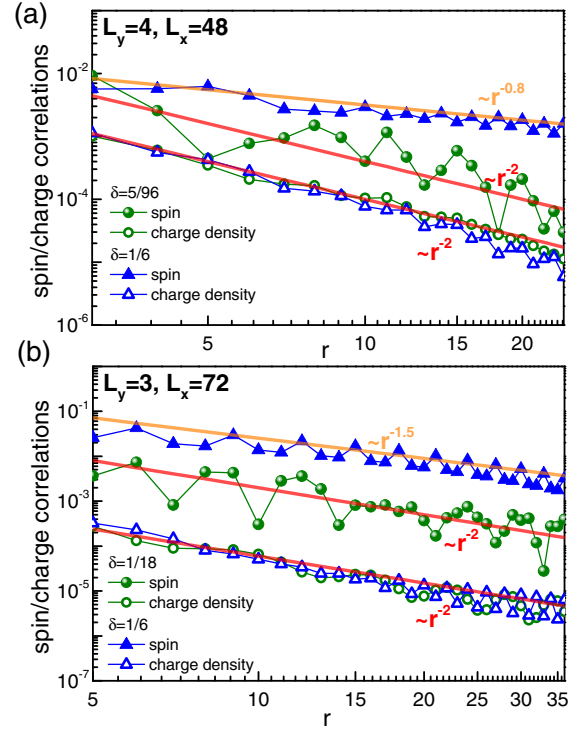 (a)
L_y=4, L_x=48
spin/charge correlations
10^-2
10^-4
10^-6
~r^-0.8
~r^-2
~r^-2
δ=5/96
spin
charge density
δ=1/6
spin
charge density
5 10 15 20
r
(b)
L_y=3, L_x=72
spin/charge correlations
10^-1
10^-3
10^-5
10^-7
~r^-1.5
~r^-2
~r^-2
δ=1/18
spin
charge density
δ=1/6
spin
charge density
5 10 15 20 25 30 35
r